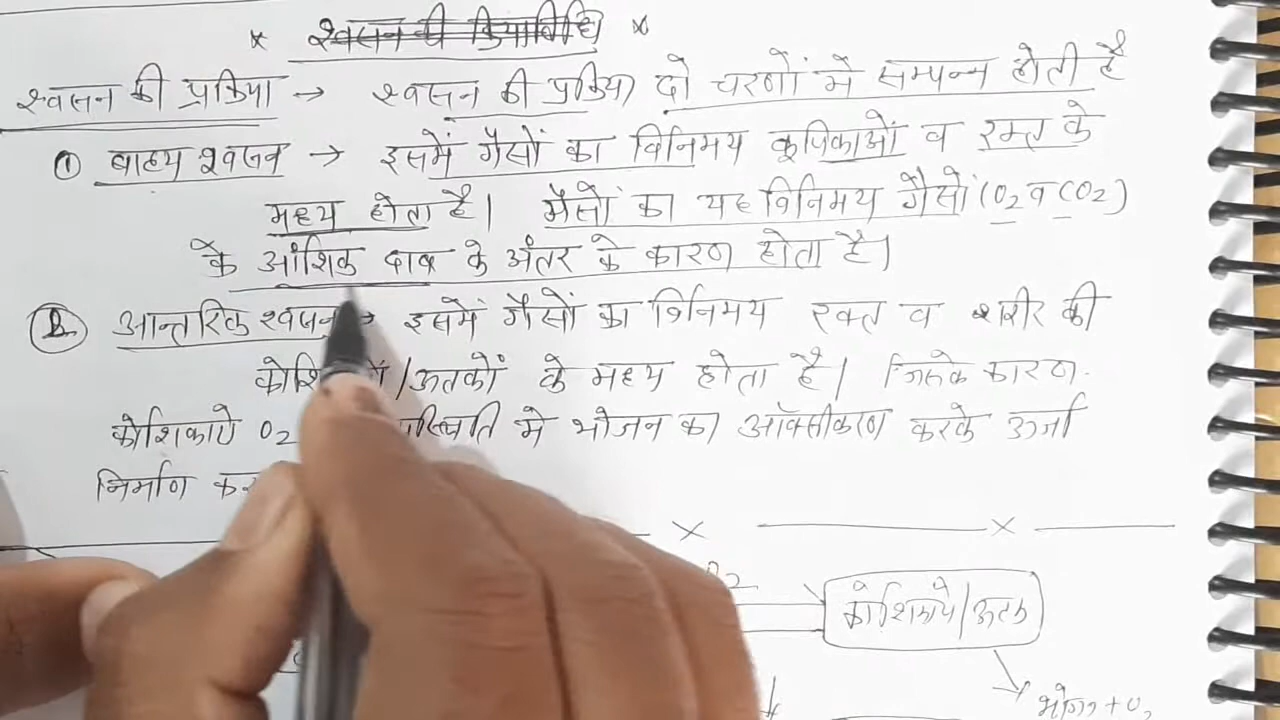 * श्वसन की क्रियाविधि *
श्वसन की प्रक्रिया → श्वसन की प्रक्रिया दो चरणों में सम्पन्न होती है
① बाह्य श्वसन → इसमें गैसों का विनिमय कूपिकाओं व रक्त के
मध्य होता है। गैसों का यह विनिमय गैसों (O2 व CO2)
के आंशिक दाब के अंतर के कारण होता है।
② आन्तरिक श्वसन → इसमें गैसों का विनिमय रक्त व शरीर की
/ऊतकों के मध्य होता है। जिसके कारण
कोशिकाऐ O2 मे भोजन का ऑक्सीकरण करके ऊर्जा
निर्माण
कोशिकाये/ऊतक
भोजन + O2